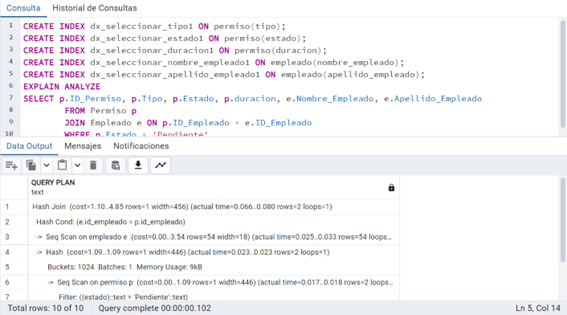 Consulta Historial de Consultas
1 CREATE INDEX dx_seleccionar_tipo1 ON permiso(tipo);
2 CREATE INDEX dx_seleccionar_estado1 ON permiso(estado);
3 CREATE INDEX dx_seleccionar_duracion1 ON permiso(duracion);
4 CREATE INDEX dx_seleccionar_nombre_empleado1 ON empleado(nombre_empleado);
5 CREATE INDEX dx_seleccionar_apellido_empleado1 ON empleado(apellido_empleado);
6 EXPLAIN ANALYZE
7 SELECT p.ID_Permiso, p.Tipo, p.Estado, p.duracion, e.Nombre_Empleado, e.Apellido_Empleado
8 FROM Permiso p
9 JOIN Empleado e ON p.ID_Empleado = e.ID_Empleado
10 WHERE p.Estado = 'Pendiente'
Data Output Mensajes Notificaciones
QUERY PLAN
text
1 Hash Join (cost=1.10..4.85 rows=1 width=456) (actual time=0.066..0.080 rows=2 loops=1)
2 Hash Cond: (e.id_empleado = p.id_empleado)
3 -> Seq Scan on empleado e (cost=0.00..3.54 rows=54 width=18) (actual time=0.025..0.033 rows=54 loops...
4 -> Hash (cost=1.09..1.09 rows=1 width=446) (actual time=0.023..0.023 rows=2 loops=1)
5 Buckets: 1024 Batches: 1 Memory Usage: 9kB
6 -> Seq Scan on permiso p (cost=0.00..1.09 rows=1 width=446) (actual time=0.017..0.018 rows=2 loops...
7 Filter: ((estado)::text = 'Pendiente'::text)
Total rows: 10 of 10 Query complete 00:00:00.102 Ln 5, Col 14